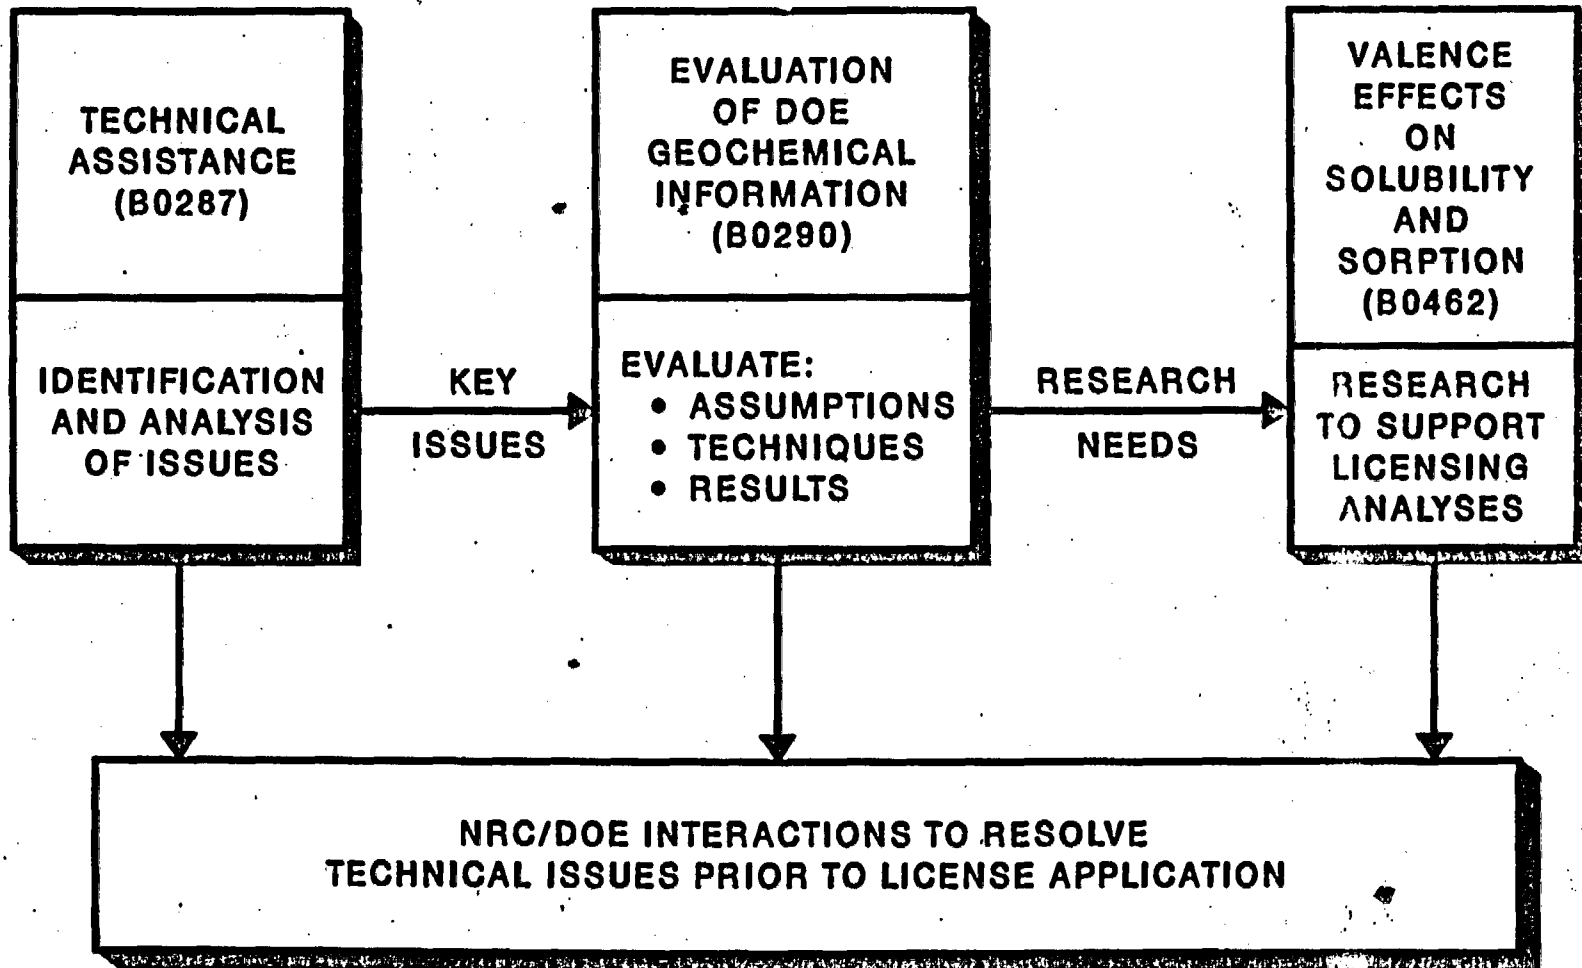 TECHNICAL
ASSISTANCE
(B0287)
IDENTIFICATION
AND ANALYSIS
OF ISSUES
KEY
ISSUES
EVALUATION
OF DOE
GEOCHEMICAL
INFORMATION
(B0290)
EVALUATE:
• ASSUMPTIONS
• TECHNIQUES
• RESULTS
RESEARCH
NEEDS
VALENCE
EFFECTS
ON
SOLUBILITY
AND
SORPTION
(B0462)
RESEARCH
TO SUPPORT
LICENSING
ANALYSES
NRC/DOE INTERACTIONS TO RESOLVE
TECHNICAL ISSUES PRIOR TO LICENSE APPLICATION